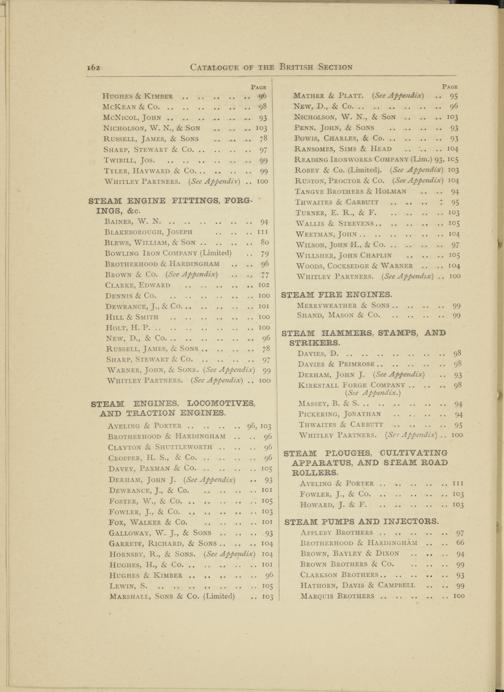 162
CATALOGUE OF THE BRITISH SECTION
PAGE
HUGHES & KIMBER .. .. .. .. .. .. 96
MCKEAN & CO. .. .. .. .. .. .. .. 98
MCNICOL, JOHN .. .. .. .. .. .. 93
NICHOLSON, W. N., & SON .. .. .. 103
RUSSELL, JAMES, & SONS .. .. .. 78
SHARP, STEWART & CO. .. .. .. .. 97
TWIBILL, JOS. .. .. .. .. .. .. .. 99
TYLER, HAYWARD & CO. .. .. .. .. 99
WHITLEY PARTNERS. (See Appendix) .. 100
STEAM ENGINE FITTINGS, FORG-
INGS, &c.
BAINES, W. N. .. .. .. .. .. .. .. 94
BLAKEBOROUGH, JOSEPH .. .. .. 111
BLEWS, WILLIAM, & SON .. .. .. .. 80
BOWLING IRON COMPANY (Limited) .. 79
BROTHERHOOD & HARDINGHAM .. .. 96
BROWN & CO. (See Appendix) .. .. 77
CLARKE, EDWARD .. .. .. .. .. 102
DENNIS & CO. .. .. .. .. .. .. 100
DEWRANCE, J., & CO. .. .. .. .. .. 101
HILL & SMITH .. .. .. .. .. .. 100
HOLT, H. P. .. .. .. .. .. .. .. 100
NEW, D., & CO. .. .. .. .. .. .. 96
RUSSELL, JAMES, & SONS .. .. .. .. 78
SHARP, STEWART & CO. .. .. .. .. 97
WARNER, JOHN, & SONS. (See Appendix) 99
WHITLEY PARTNERS. (See Appendix) .. 100
STEAM ENGINES, LOCOMOTIVES,
AND TRACTION ENGINES.
AVELING & PORTER .. .. .. .. 96, 103
BROTHERHOOD & HARDINGHAM .. .. 96
CLAYTON & SHUTTLEWORTH .. .. .. 96
CROPPER, H. S., & CO. .. .. .. .. 96
DAVEY, PAXMAN & CO. .. .. .. .. 105
DERHAM, JOHN J. (See Appendix) .. 93
DEWRANCE, J., & CO. .. .. .. .. 101
FOSTER, W., & CO. .. .. .. .. .. 105
FOWLER, J., & CO. .. .. .. .. .. 103
FOX, WALKER & CO. .. .. .. .. 101
GALLOWAY, W. J., & SONS .. .. .. 93
GARRETT, RICHARD, & SONS .. .. .. 104
HORNSBY, R., & SONS. (See Appendix) 104
HUGHES, H., & CO. .. .. .. .. .. 101
HUGHES & KIMBER .. .. .. .. .. 96
LEWIN, S. .. .. .. .. .. .. .. 105
MARSHALL, SONS & CO. (Limited) .. 103
PAGE
MATHER & PLATT. (See Appendix) .. 95
NEW, D., & CO. .. .. .. .. .. .. 96
NICHOLSON, W. N., & SON .. .. .. 103
PENN, JOHN, & SONS .. .. .. .. 93
POWIS, CHARLES, & CO. .. .. .. .. 93
RANSOMES, SIMS & HEAD .. .. .. 104
READING IRONWORKS COMPANY (Lim.) 93, 105
ROBEY & CO. (Limited). (See Appendix) 103
RUSTON, PROCTOR & CO. (See Appendix) 104
TANGYE BROTHERS & HOLMAN .. .. 94
THWAITES & CARBUTT .. .. .. 95
TURNER, E. R., & F. .. .. .. .. 103
WALLIS & STEEVENS .. .. .. .. .. 105
WEETMAN, JOHN .. .. .. .. .. .. 104
WILSON, JOHN H., & CO. .. .. .. .. 97
WILLSHER, JOHN CHAPLIN .. .. .. 105
WOODS, COCKSEDGE & WARNER .. .. 104
WHITLEY PARTNERS. (See Appendix) .. 100
STEAM FIRE ENGINES.
MERRYWEATHER & SONS .. .. .. .. 99
SHAND, MASON & CO. .. .. .. .. 99
STEAM HAMMERS, STAMPS, AND
STRIKERS.
DAVIES, D. .. .. .. .. .. .. .. 98
DAVIES & PRIMROSE .. .. .. .. .. 98
DERHAM, JOHN J. (See Appendix) .. 93
KIRKSTALL FORGE COMPANY .. .. .. 98
(See Appendix.)
MASSEY, B. & S. .. .. .. .. .. .. 94
PICKERING, JONATHAN .. .. .. .. 94
THWAITES & CARBUTT .. .. .. .. 95
WHITLEY PARTNERS. (See Appendix) .. 100
STEAM PLOUGHS, CULTIVATING
APPARATUS, AND STEAM ROAD
ROLLERS.
AVELING & PORTER .. .. .. .. .. 111
FOWLER, J., & CO. .. .. .. .. .. 103
HOWARD, J. & F. .. .. .. .. .. 103
STEAM PUMPS AND INJECTORS.
APPLEBY BROTHERS .. .. .. .. .. 97
BROTHERHOOD & HARDINGHAM .. .. 66
BROWN, BAYLEY & DIXON .. .. .. 94
BROWN BROTHERS & CO. .. .. .. 99
CLARKSON BROTHERS .. .. .. .. .. 93
HATHORN, DAVIS & CAMPBELL .. .. 99
MARQUIS BROTHERS .. .. .. .. .. 100